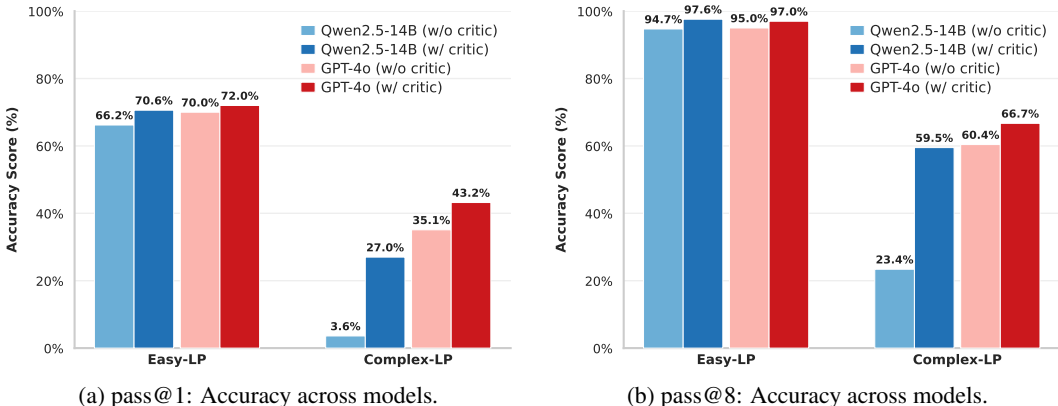 100%
80%
60%
40%
20%
0%
Accuracy Score (%)
Qwen2.5-14B (w/o critic)
Qwen2.5-14B (w/ critic)
GPT-4o (w/o critic)
GPT-4o (w/ critic)
66.2%
70.6%
70.0%
72.0%
3.6%
27.0%
35.1%
43.2%
Easy-LP
Complex-LP
(a) pass@1: Accuracy across models.
100%
80%
60%
40%
20%
0%
Accuracy Score (%)
Qwen2.5-14B (w/o critic)
Qwen2.5-14B (w/ critic)
GPT-4o (w/o critic)
GPT-4o (w/ critic)
94.7%
97.6%
95.0%
97.0%
23.4%
59.5%
60.4%
66.7%
Easy-LP
Complex-LP
(b) pass@8: Accuracy across models.